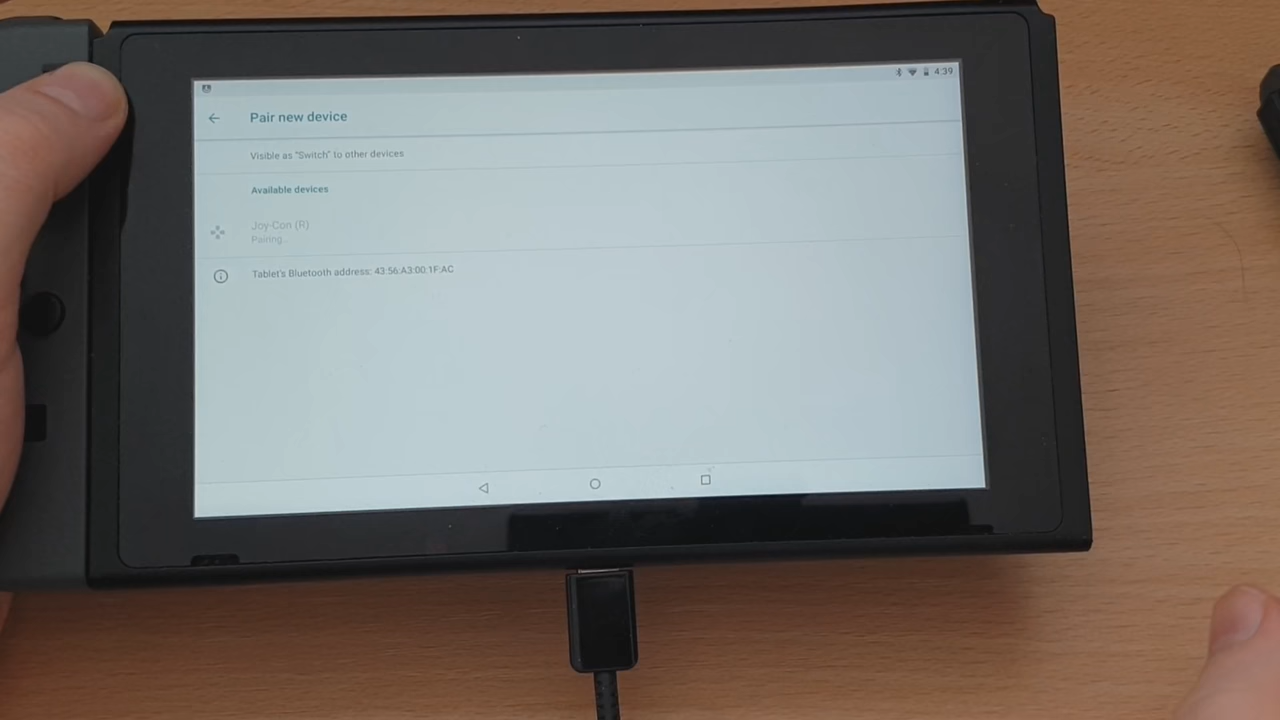 4:39
Pair new device
Visible as "Switch" to other devices
Available devices
Joy-Con (R)
Pairing...
Tablet's Bluetooth address: 43:56:A3:00:1F:AC